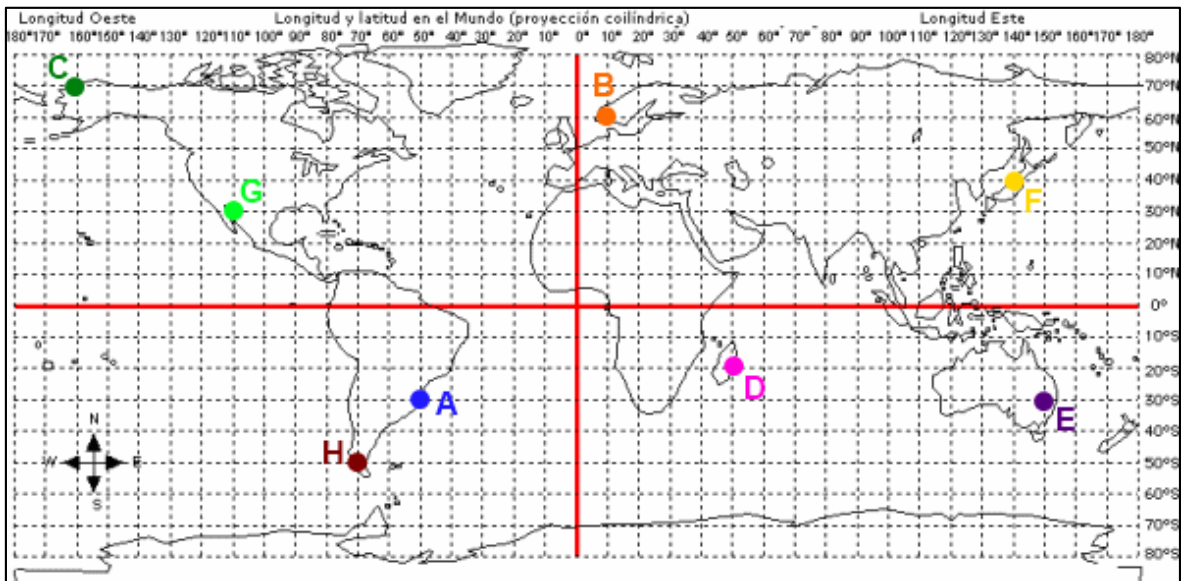 Longitud Oeste Longitud y latitud en el Mundo (proyección coilíndrica) Longitud Este
180° 170° 160° 150° 140° 130° 120° 110° 100° 90° 80° 70° 60° 50° 40° 30° 20° 10° 0° 10° 20° 30° 40° 50° 60° 70° 80° 90° 100° 110° 120° 130° 140° 150° 160° 170° 180°
80°N
C
70°N
B
60°N
50°N
G
40°N
F
30°N
20°N
10°N
0°
10°S
20°S
D
A
30°S
E
40°S
N
H
50°S
W E
S
60°S
70°S
80°S